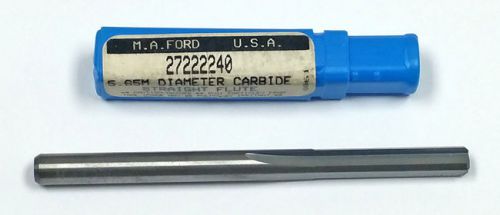 M.A.FORD U.S.A.
27222240
5.65M DIAMETER CARBIDE
STRAIGHT FLUTE